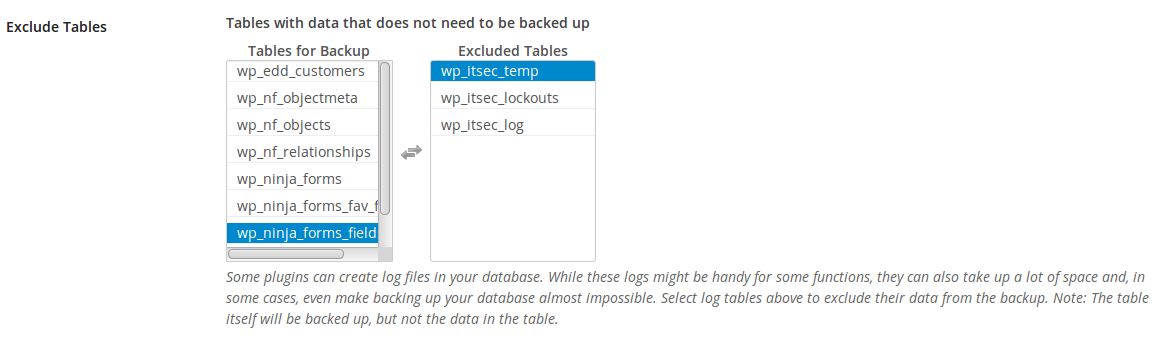 Exclude Tables
Tables with data that does not need to be backed up
Tables for Backup
wp_edd_customers
wp_nf_objectmeta
wp_nf_objects
wp_nf_relationships
wp_ninja_forms
wp_ninja_forms_fav_f
wp_ninja_forms_field
Excluded Tables
wp_itsec_temp
wp_itsec_lockouts
wp_itsec_log
Some plugins can create log files in your database. While these logs might be handy for some functions, they can also take up a lot of space and, in
some cases, even make backing up your database almost impossible. Select log tables above to exclude their data from the backup. Note: The table
itself will be backed up, but not the data in the table.